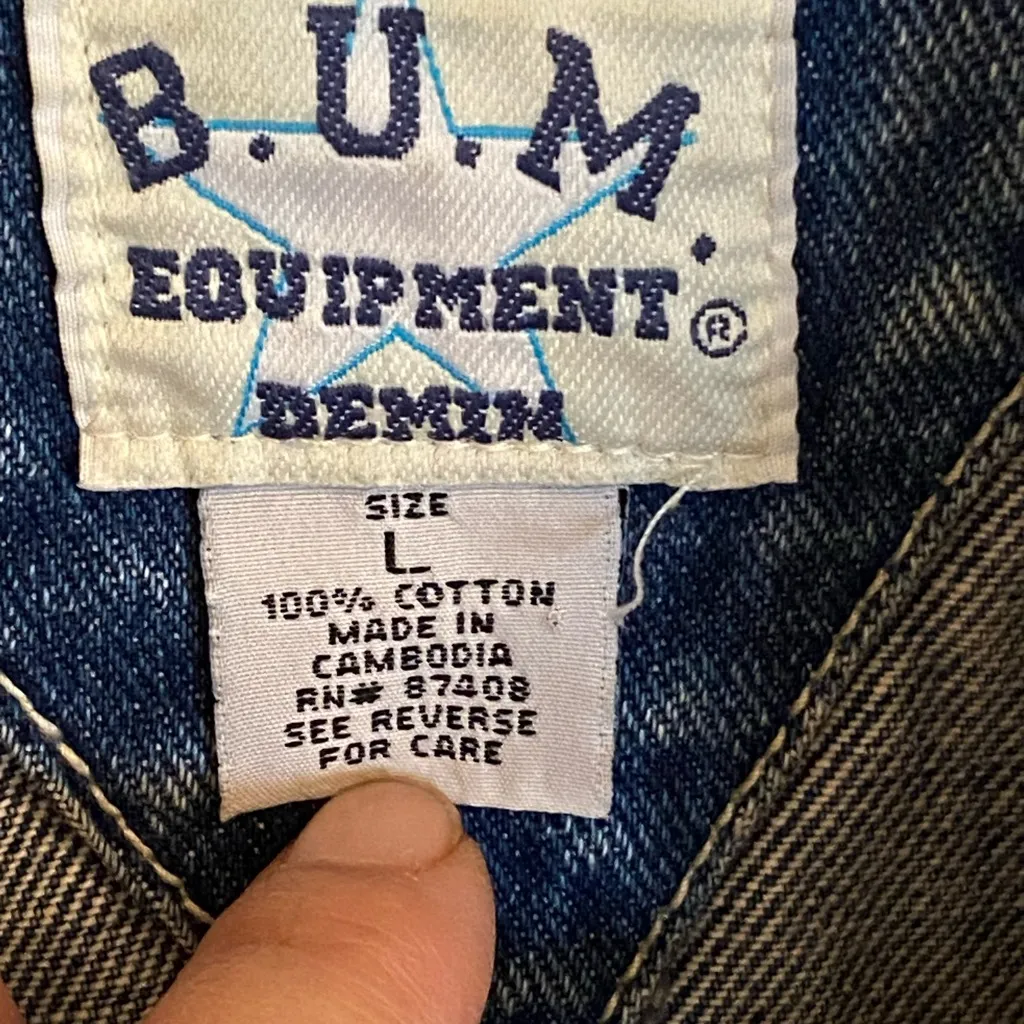 B.U.M.
EQUIPMENT ®
DEMIM
SIZE
L
100% COTTON
MADE IN
CAMBODIA
RN# 87408
SEE REVERSE
FOR CARE